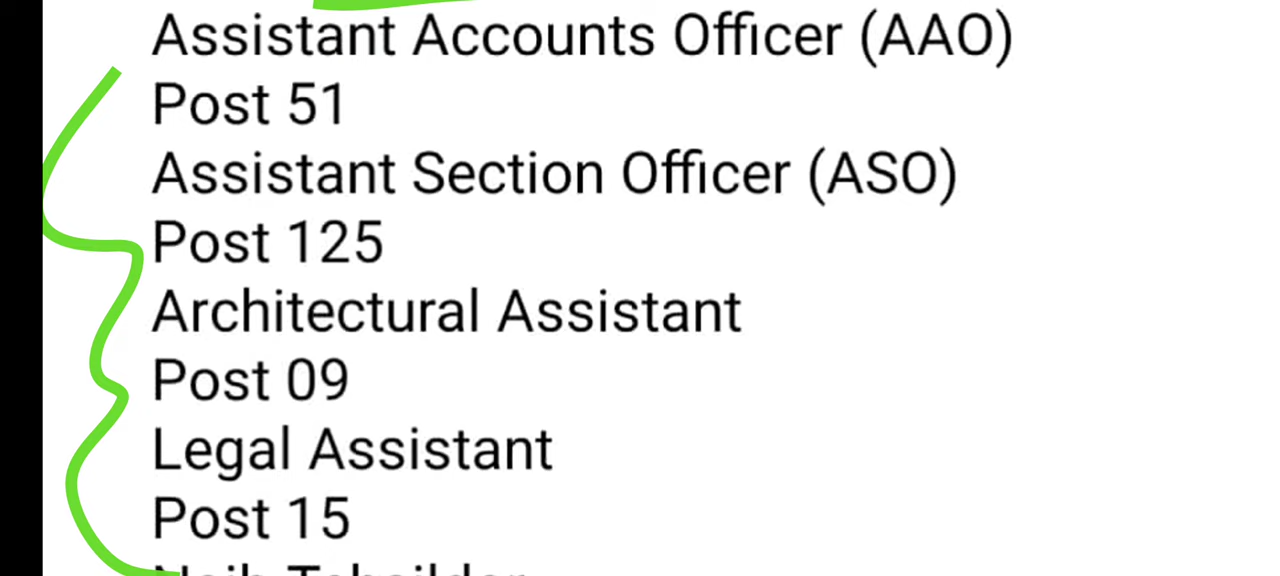 Assistant Accounts Officer (AAO)
Post 51
Assistant Section Officer (ASO)
Post 125
Architectural Assistant
Post 09
Legal Assistant
Post 15